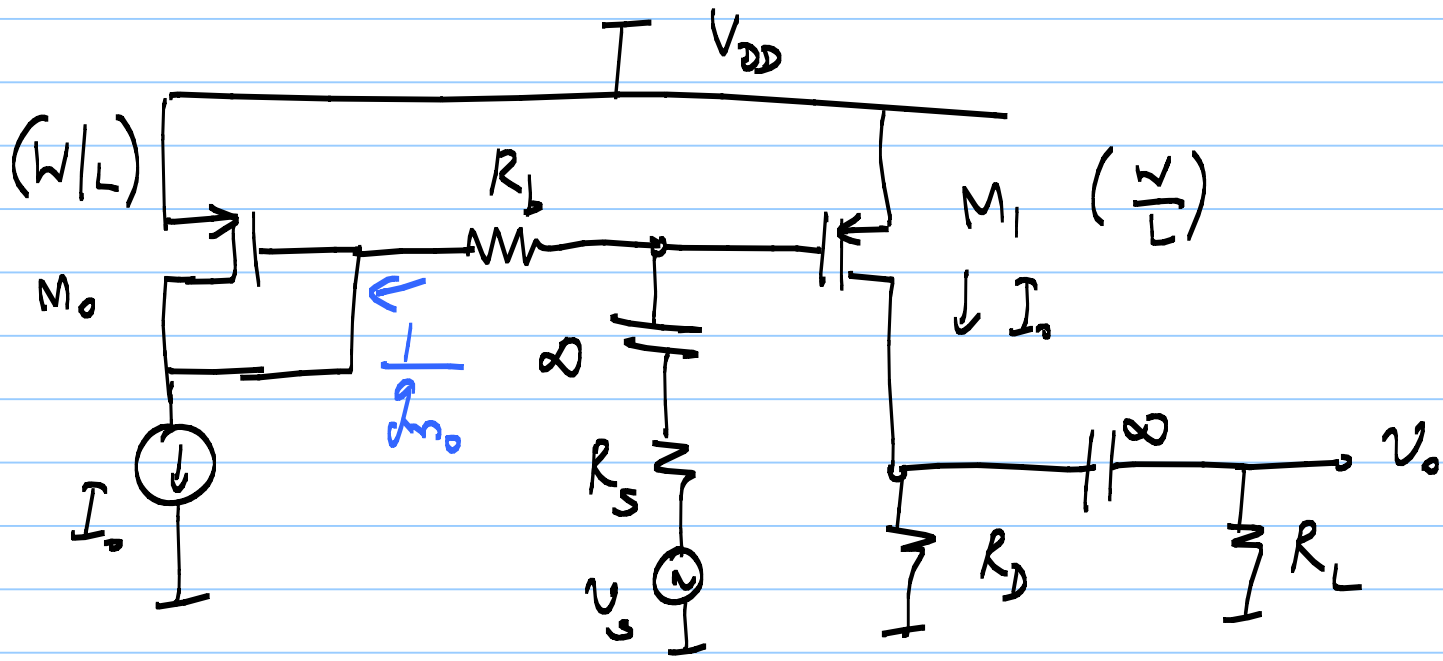 V_DD
(W/L)
R_b
M_1
(W/L)
M_0
1/g_m0
↓ I_0
∞
∞
v_o
R_s
I_0
R_D
R_L
v_s